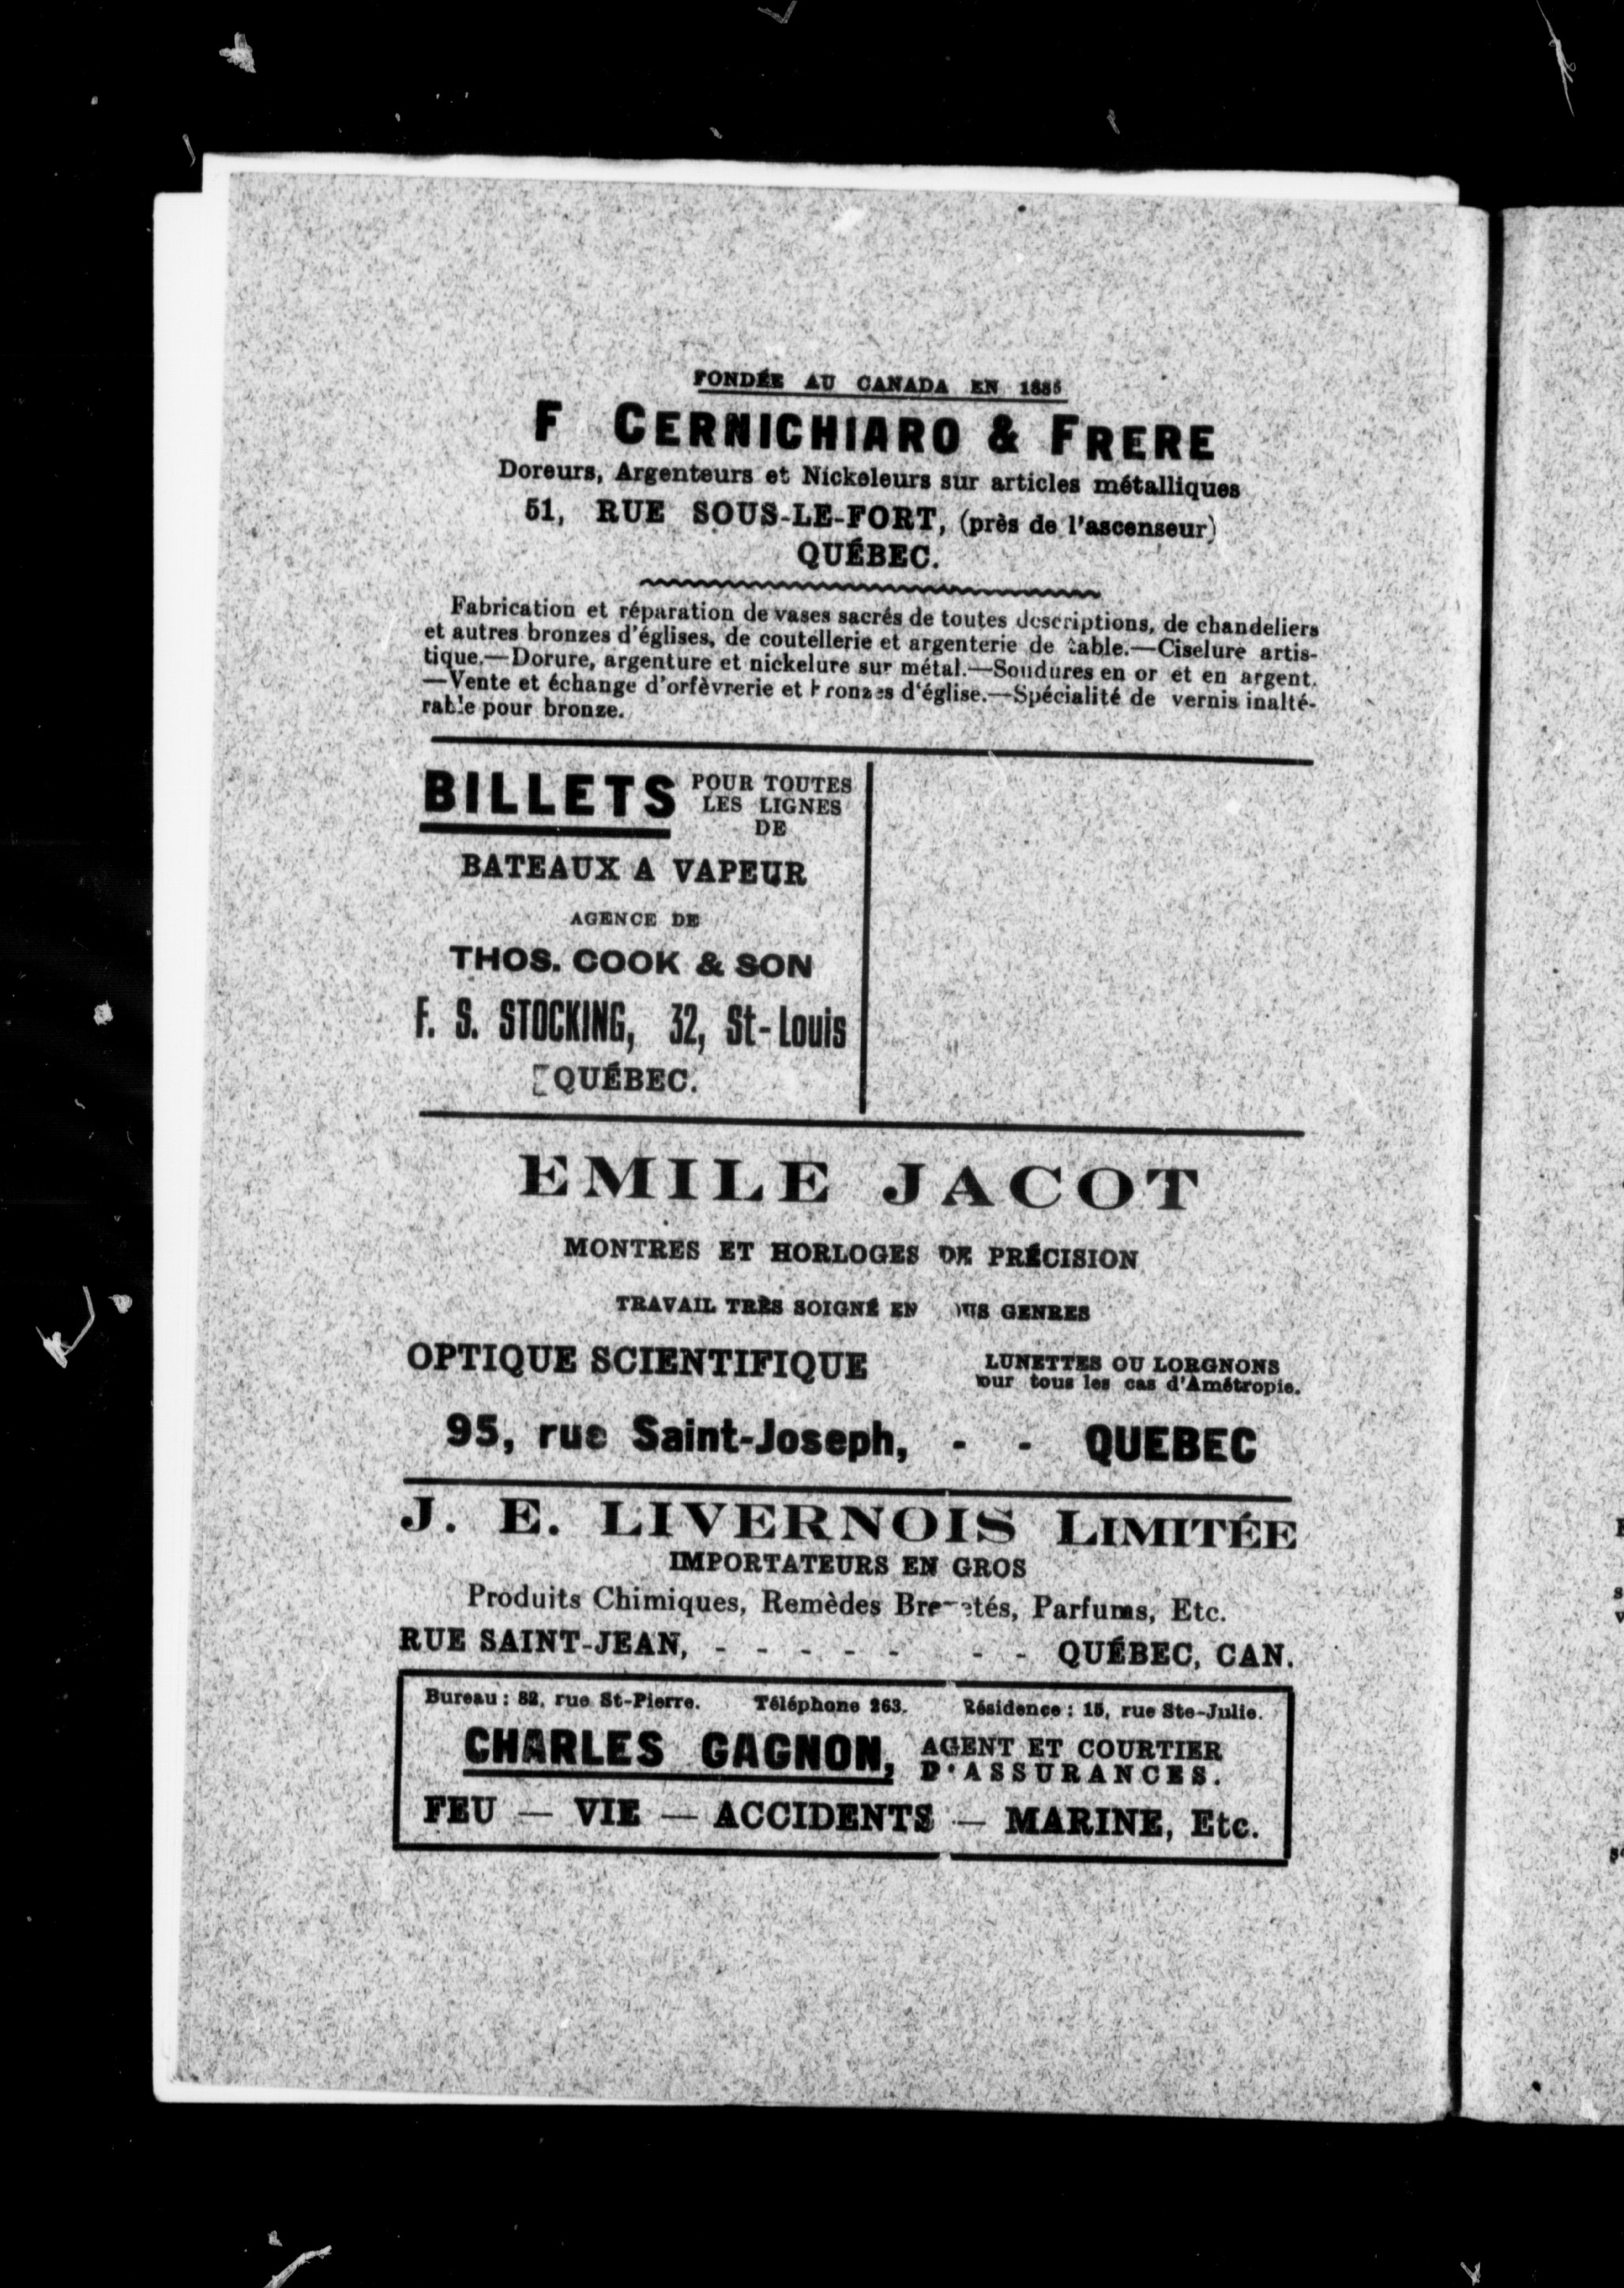 FONDÉE AU CANADA EN
F CERNICHIARO & FRERE
Doreurs, Argenteurs et Nickeleurs sur articles métalliques
51, RUE SOUS-LE-FORT, (près de l'ascenseur)
QUÉBEC.
Fabrication et réparation de vases sacrés de toutes descriptions, de chandeliers
et autres bronzes d'églises, de coutellerie et argenterie de table.—Ciselure artis-
tique.—Dorure, argenture et nickelure sur métal.—Soudures en or et en argent.
—Vente et échange d'orfèvrerie et bronzes d'église.—Spécialité de vernis inalté-
rable pour bronze.
BILLETS POUR TOUTES
LES LIGNES
DE
BATEAUX A VAPEUR
AGENCE DE
THOS. COOK & SON
F. S. STOCKING, 32, St-Louis
QUÉBEC.
EMILE JACOT
MONTRES ET HORLOGES DE PRÉCISION
TRAVAIL TRÈS SOIGNÉ EN GENRES
OPTIQUE SCIENTIFIQUE
LUNETTES OU LORGNONS
pour tous les cas d'Amétropie.
95, rue Saint-Joseph, - - QUEBEC
J. E. LIVERNOIS LIMITÉE
IMPORTATEURS EN GROS
Produits Chimiques, Remèdes Brevetés, Parfums, Etc.
RUE SAINT-JEAN, - - - - - - - QUÉBEC, CAN.
Bureau : 82, rue St-Pierre. Téléphone 263. Résidence : 15, rue Ste-Julie.
CHARLES GAGNON, AGENT ET COURTIER
D'ASSURANCES.
FEU — VIE — ACCIDENTS — MARINE, Etc.